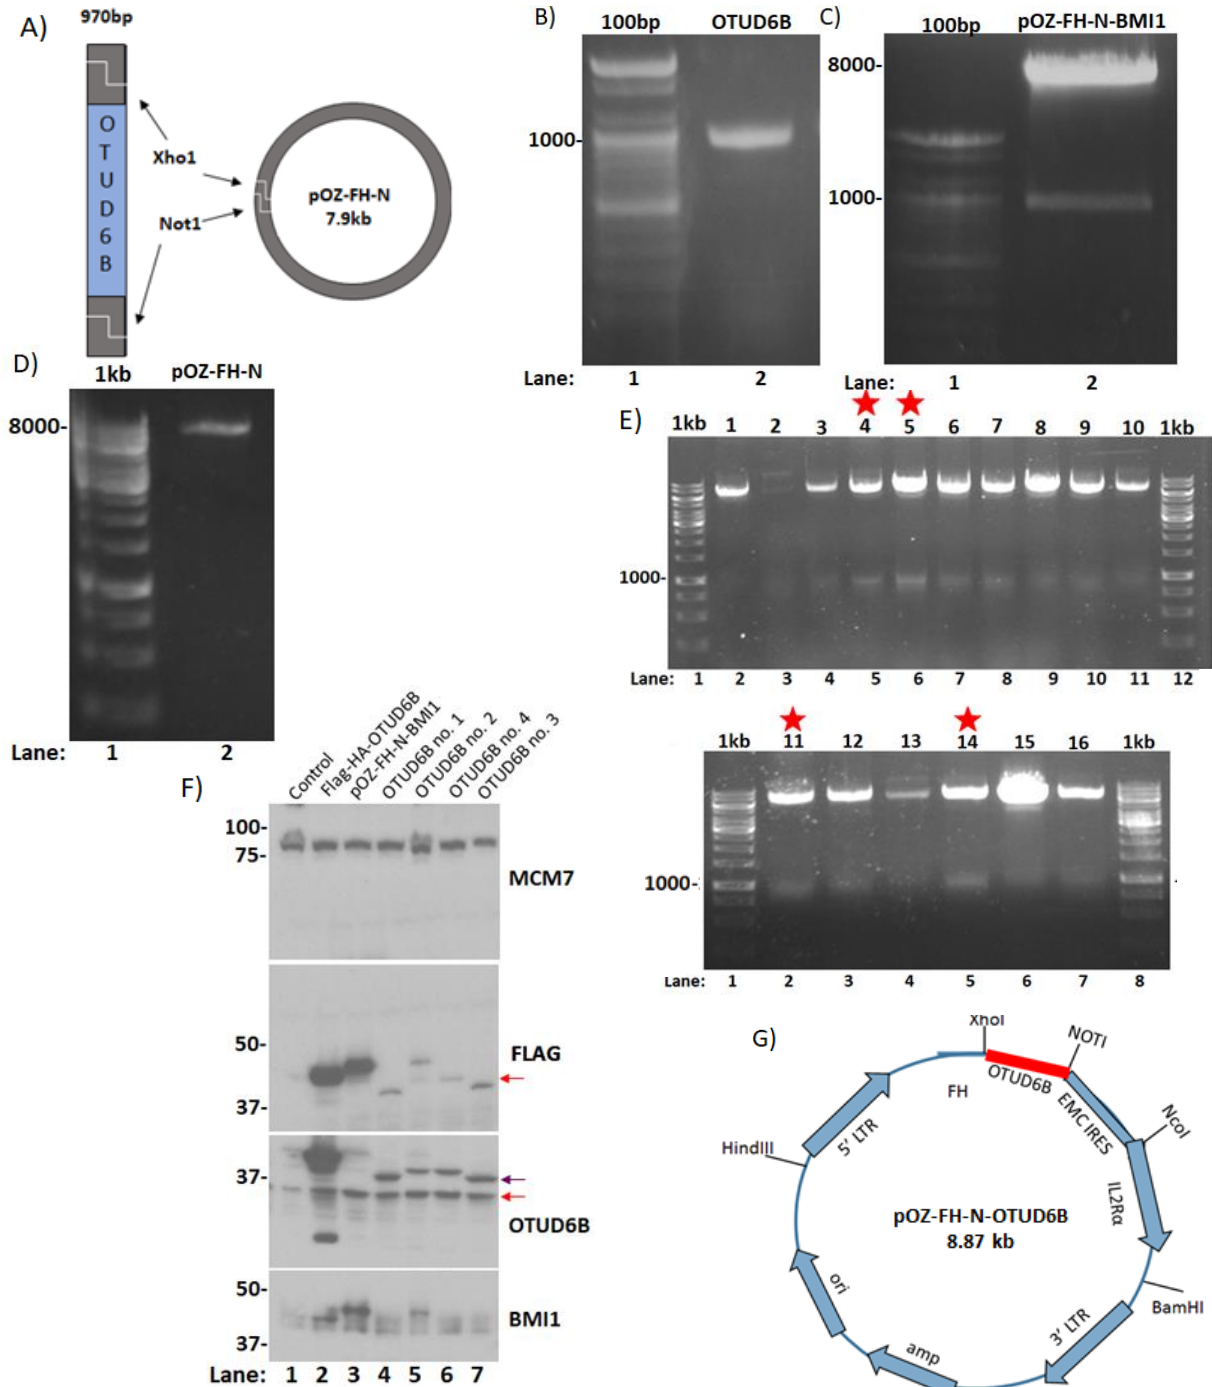 A)
970bp
O
T
U
D
6
B
Xho1
Not1
pOZ-FH-N
7.9kb
B)
100bp OTUD6B
1000-
Lane: 1 2
C)
100bp pOZ-FH-N-BMI1
8000-
1000-
Lane: 1 2
D)
1kb pOZ-FH-N
8000-
Lane: 1 2
E)
1kb 1 2 3 4 5 6 7 8 9 10 1kb
1000-
Lane: 1 2 3 4 5 6 7 8 9 10 11 12
1kb 11 12 13 14 15 16 1kb
1000-
Lane: 1 2 3 4 5 6 7 8
F)
Control
Flag-HA-OTUD6B
pOZ-FH-N-BMI1
OTUD6B no. 1
OTUD6B no. 2
OTUD6B no. 4
OTUD6B no. 3
100-
75-
MCM7
50-
FLAG
37-
37-
OTUD6B
50-
BMI1
37-
Lane: 1 2 3 4 5 6 7
G)
XhoI
NOTI
OTUD6B
FH
EMC IRES
NcoI
5' LTR
HindIII
IL2Rα
pOZ-FH-N-OTUD6B
8.87 kb
ori
BamHI
3' LTR
amp